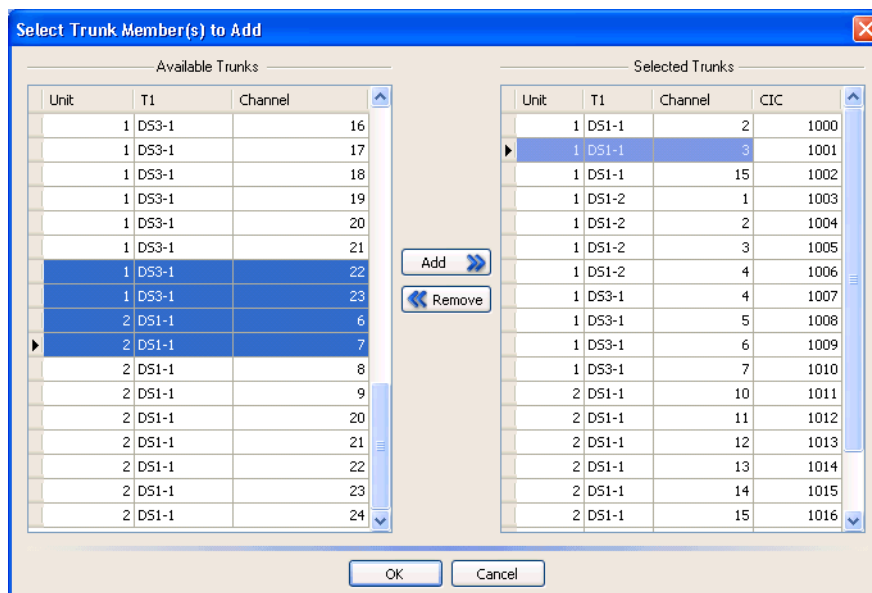 Select Trunk Member(s) to Add
Available Trunks
Unit T1 Channel
1 DS3-1 16
1 DS3-1 17
1 DS3-1 18
1 DS3-1 19
1 DS3-1 20
1 DS3-1 21
1 DS3-1 22
1 DS3-1 23
2 DS1-1 6
2 DS1-1 7
2 DS1-1 8
2 DS1-1 9
2 DS1-1 20
2 DS1-1 21
2 DS1-1 22
2 DS1-1 23
2 DS1-1 24
Add
Remove
Selected Trunks
Unit T1 Channel CIC
1 DS1-1 2 1000
1 DS1-1 3 1001
1 DS1-1 15 1002
1 DS1-2 1 1003
1 DS1-2 2 1004
1 DS1-2 3 1005
1 DS1-2 4 1006
1 DS3-1 4 1007
1 DS3-1 5 1008
1 DS3-1 6 1009
1 DS3-1 7 1010
2 DS1-1 10 1011
2 DS1-1 11 1012
2 DS1-1 12 1013
2 DS1-1 13 1014
2 DS1-1 14 1015
2 DS1-1 15 1016
OK Cancel